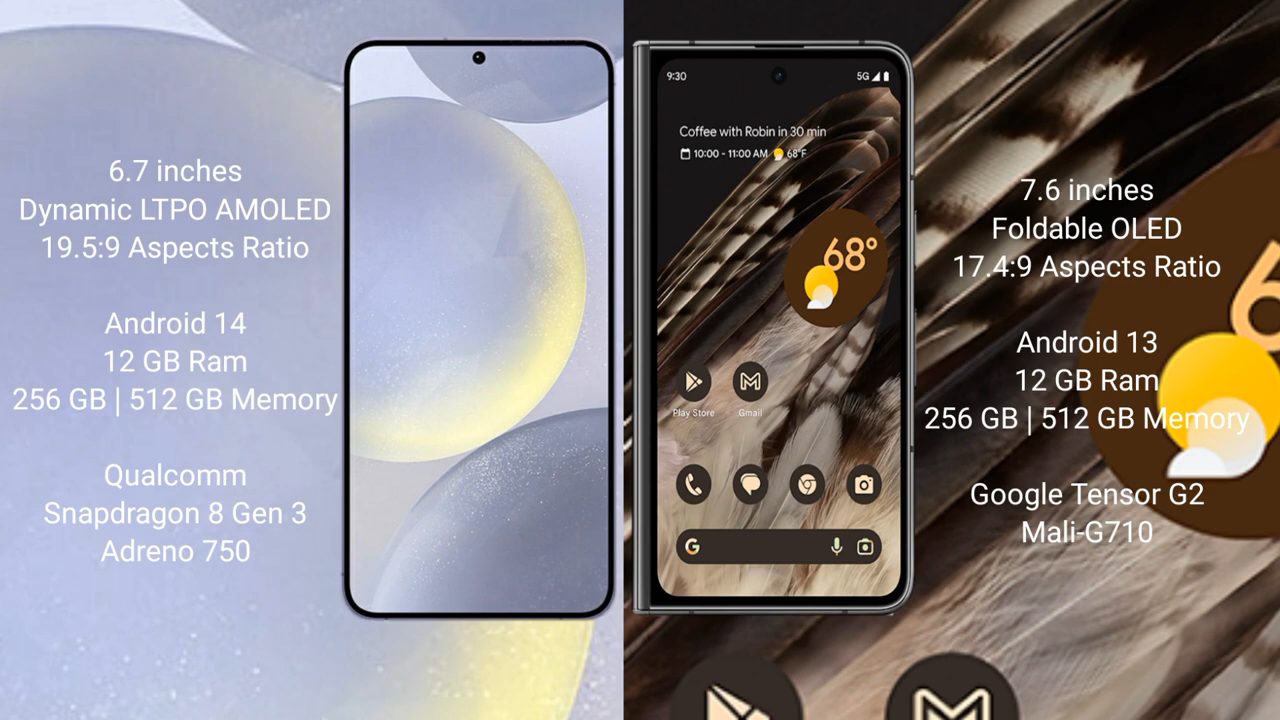 6.7 inches
Dynamic LTPO AMOLED
19.5:9 Aspects Ratio
Android 14
12 GB Ram
256 GB | 512 GB Memory
Qualcomm
Snapdragon 8 Gen 3
Adreno 750
9:30
5G
Coffee with Robin in 30 min
10:00 - 11:00 AM 68°F
68°
Play Store
Gmail
G
7.6 inches
Foldable OLED
17.4:9 Aspects Ratio
Android 13
12 GB Ram
256 GB | 512 GB Memory
Google Tensor G2
Mali-G710
6